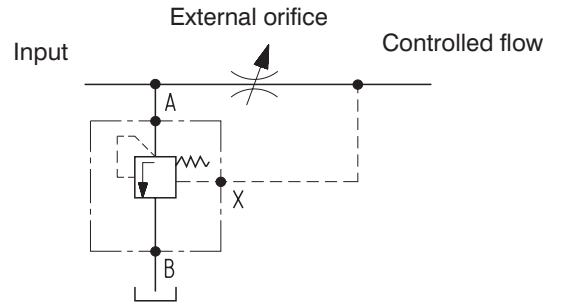 External orifice
Input
Controlled flow
A
X
B